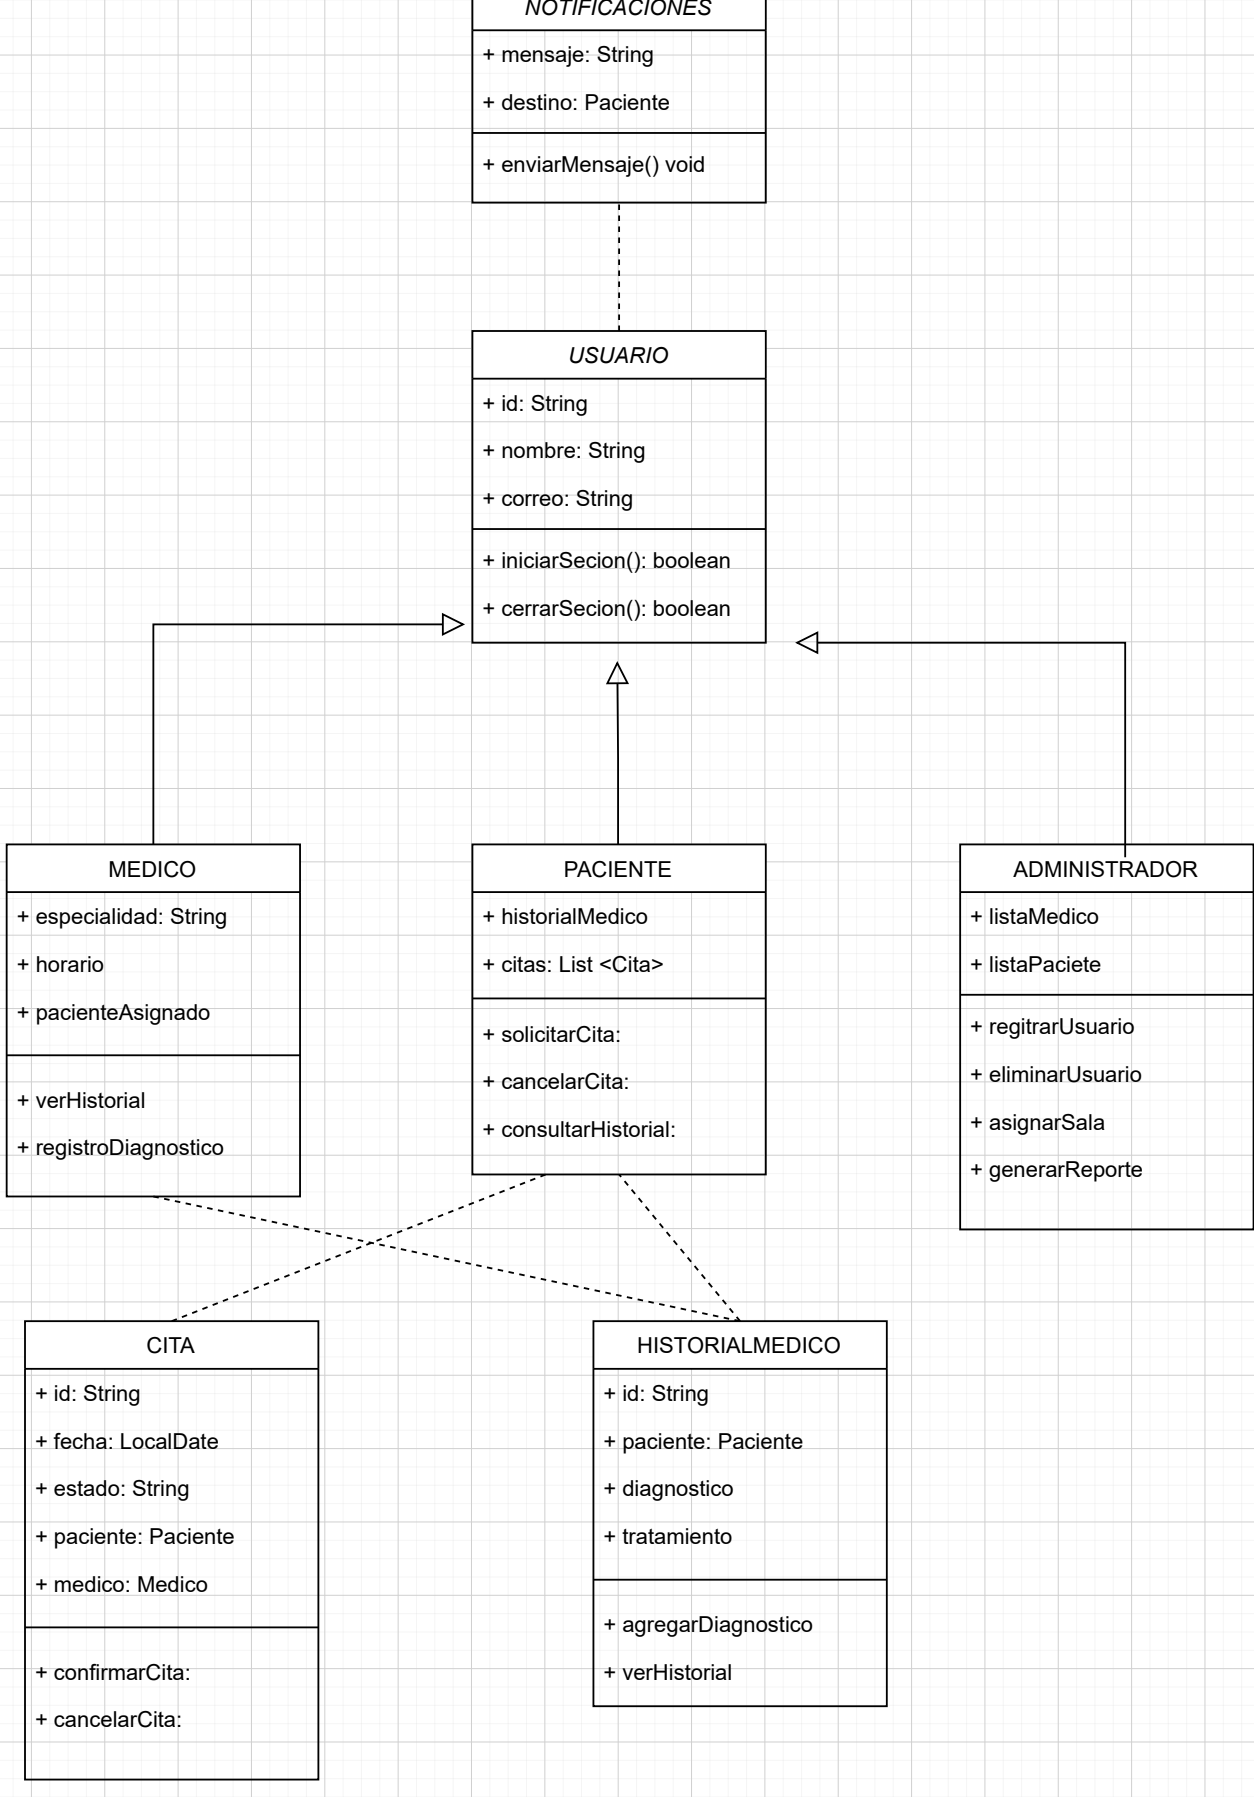 NOTIFICACIONES
+ mensaje: String
+ destino: Paciente
+ enviarMensaje() void
USUARIO
+ id: String
+ nombre: String
+ correo: String
+ iniciarSecion(): boolean
+ cerrarSecion(): boolean
MEDICO
+ especialidad: String
+ horario
+ pacienteAsignado
+ verHistorial
+ registroDiagnostico
PACIENTE
+ historialMedico
+ citas: List <Cita>
+ solicitarCita:
+ cancelarCita:
+ consultarHistorial:
ADMINISTRADOR
+ listaMedico
+ listaPaciete
+ regitrarUsuario
+ eliminarUsuario
+ asignarSala
+ generarReporte
CITA
+ id: String
+ fecha: LocalDate
+ estado: String
+ paciente: Paciente
+ medico: Medico
+ confirmarCita:
+ cancelarCita:
HISTORIALMEDICO
+ id: String
+ paciente: Paciente
+ diagnostico
+ tratamiento
+ agregarDiagnostico
+ verHistorial